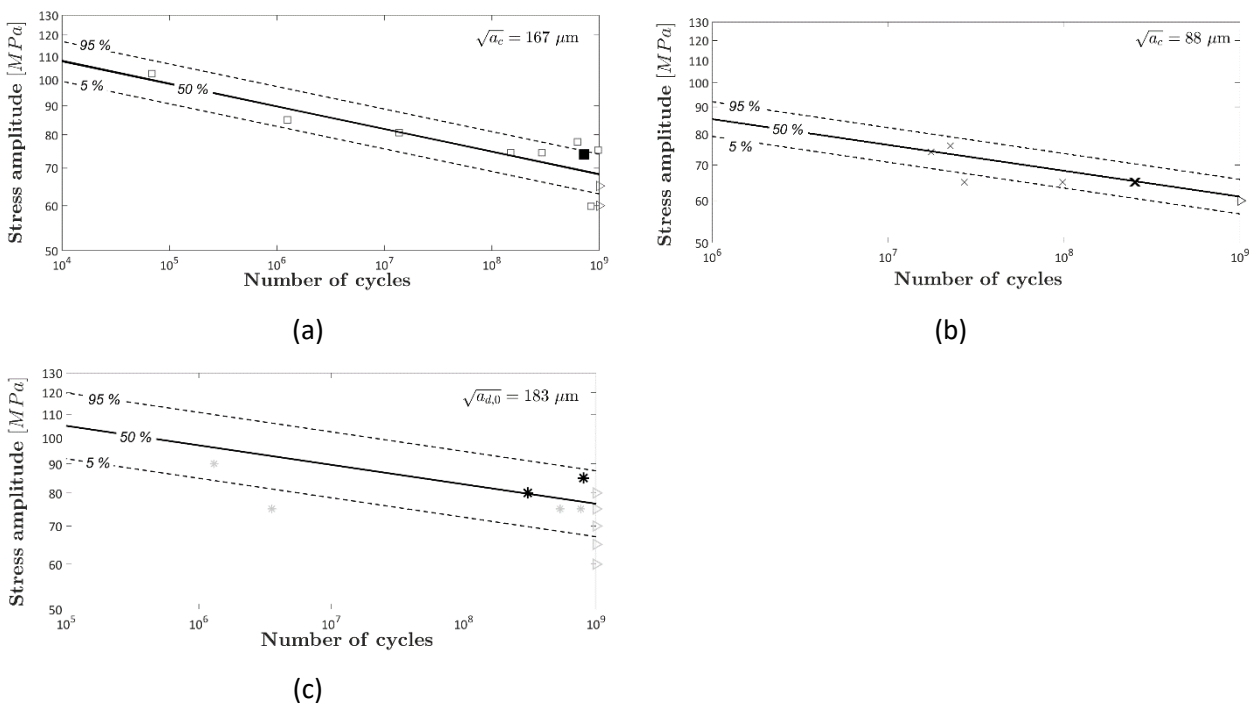 Stress amplitude [MPa]
130
120
110
100
90
80
70
60
50
95 %
50 %
5 %
√a_c = 167 μm
10^4 10^5 10^6 10^7 10^8 10^9
Number of cycles
(a)
Stress amplitude [MPa]
130
120
110
100
90
80
70
60
50
95 %
50 %
5 %
√a_c = 88 μm
10^6 10^7 10^8 10^9
Number of cycles
(b)
Stress amplitude [MPa]
130
120
110
100
90
80
70
60
50
95 %
50 %
5 %
√a_{d,0} = 183 μm
10^5 10^6 10^7 10^8 10^9
Number of cycles
(c)